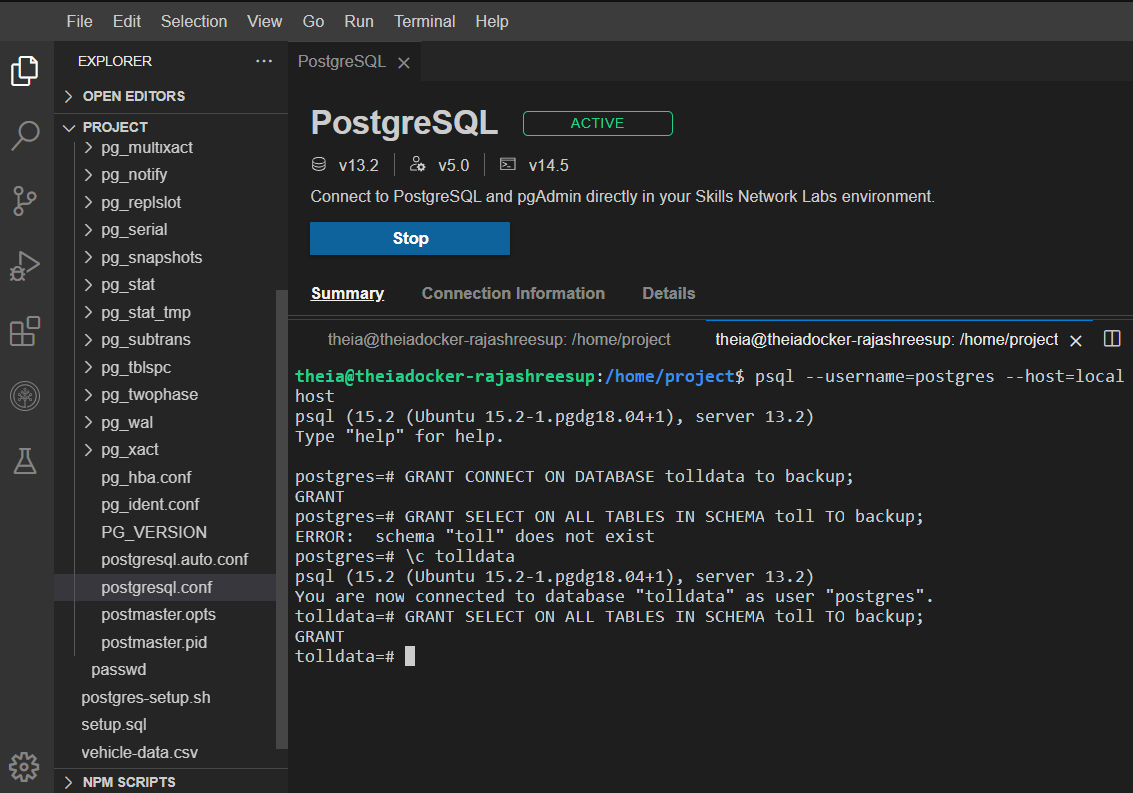 File Edit Selection View Go Run Terminal Help
EXPLORER
OPEN EDITORS
PROJECT
pg_multixact
pg_notify
pg_replslot
pg_serial
pg_snapshots
pg_stat
pg_stat_tmp
pg_subtrans
pg_tblspc
pg_twophase
pg_wal
pg_xact
pg_hba.conf
pg_ident.conf
PG_VERSION
postgresql.auto.conf
postgresql.conf
postmaster.opts
postmaster.pid
passwd
postgres-setup.sh
setup.sql
vehicle-data.csv
NPM SCRIPTS
PostgreSQL
PostgreSQL ACTIVE
v13.2 v5.0 v14.5
Connect to PostgreSQL and pgAdmin directly in your Skills Network Labs environment.
Stop
Summary Connection Information Details
theia@theiadocker-rajashreesup: /home/project theia@theiadocker-rajashreesup: /home/project
theia@theiadocker-rajashreesup:/home/project$ psql --username=postgres --host=local
host
psql (15.2 (Ubuntu 15.2-1.pgdg18.04+1), server 13.2)
Type "help" for help.
postgres=# GRANT CONNECT ON DATABASE tolldata to backup;
GRANT
postgres=# GRANT SELECT ON ALL TABLES IN SCHEMA toll TO backup;
ERROR:  schema "toll" does not exist
postgres=# \c tolldata
psql (15.2 (Ubuntu 15.2-1.pgdg18.04+1), server 13.2)
You are now connected to database "tolldata" as user "postgres".
tolldata=# GRANT SELECT ON ALL TABLES IN SCHEMA toll TO backup;
GRANT
tolldata=#